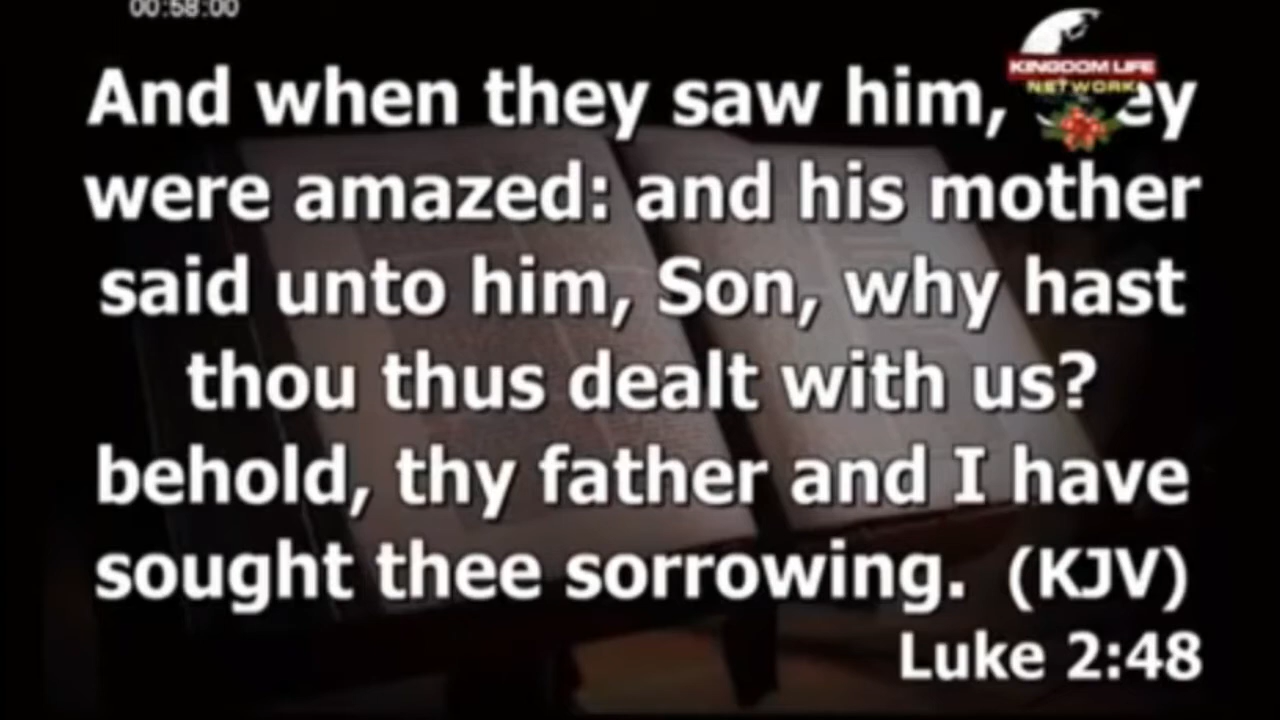 00:58:00
KINGDOM LIFE
NETWORK
And when they saw him, ey
were amazed: and his mother
said unto him, Son, why hast
thou thus dealt with us?
behold, thy father and I have
sought thee sorrowing. (KJV)
Luke 2:48